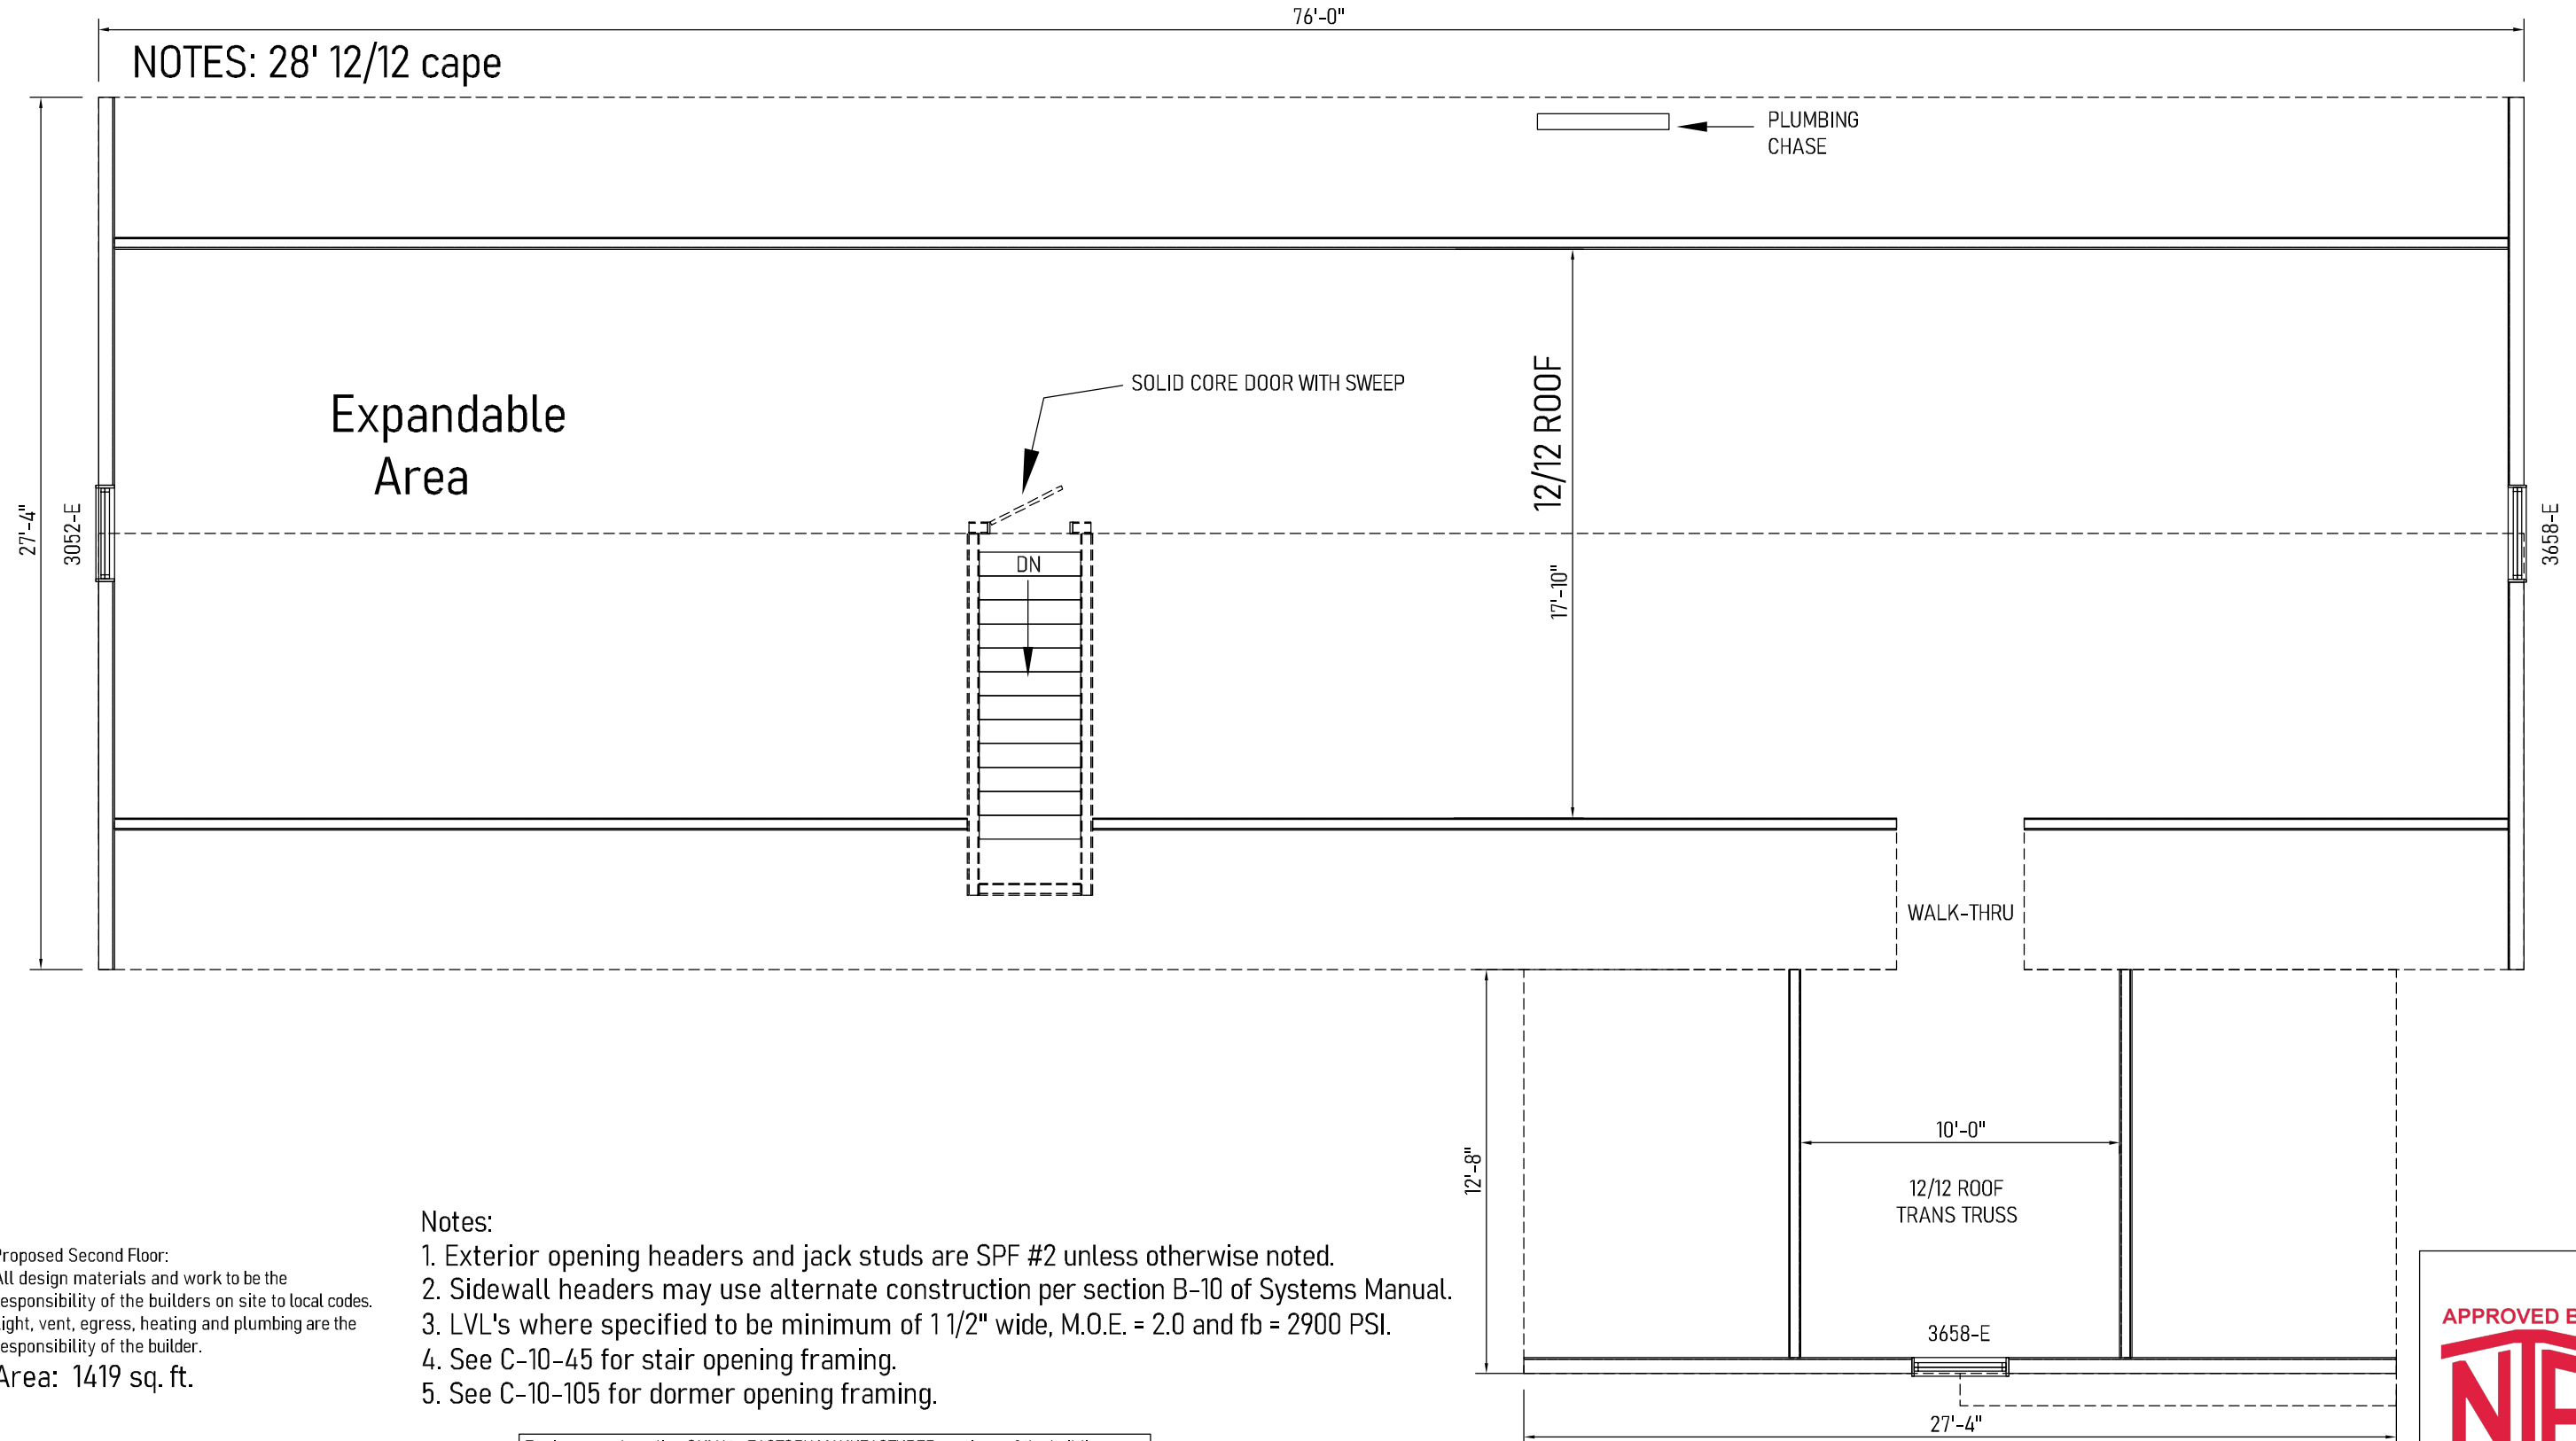 76'-0"
NOTES: 28' 12/12 cape
PLUMBING
CHASE
SOLID CORE DOOR WITH SWEEP
12/12 ROOF
Expandable
Area
27'-4"
3052-E
3658-E
DN
17'-10"
WALK-THRU
10'-0"
12'-8"
12/12 ROOF
TRANS TRUSS
3658-E
27'-4"
Proposed Second Floor:
All design materials and work to be the
responsibility of the builders on site to local codes.
Light, vent, egress, heating and plumbing are the
responsibility of the builder.
Area: 1419 sq. ft.
Notes:
1. Exterior opening headers and jack studs are SPF #2 unless otherwise noted.
2. Sidewall headers may use alternate construction per section B-10 of Systems Manual.
3. LVL's where specified to be minimum of 1 1/2" wide, M.O.E. = 2.0 and fb = 2900 PSI.
4. See C-10-45 for stair opening framing.
5. See C-10-105 for dormer opening framing.
APPROVED B